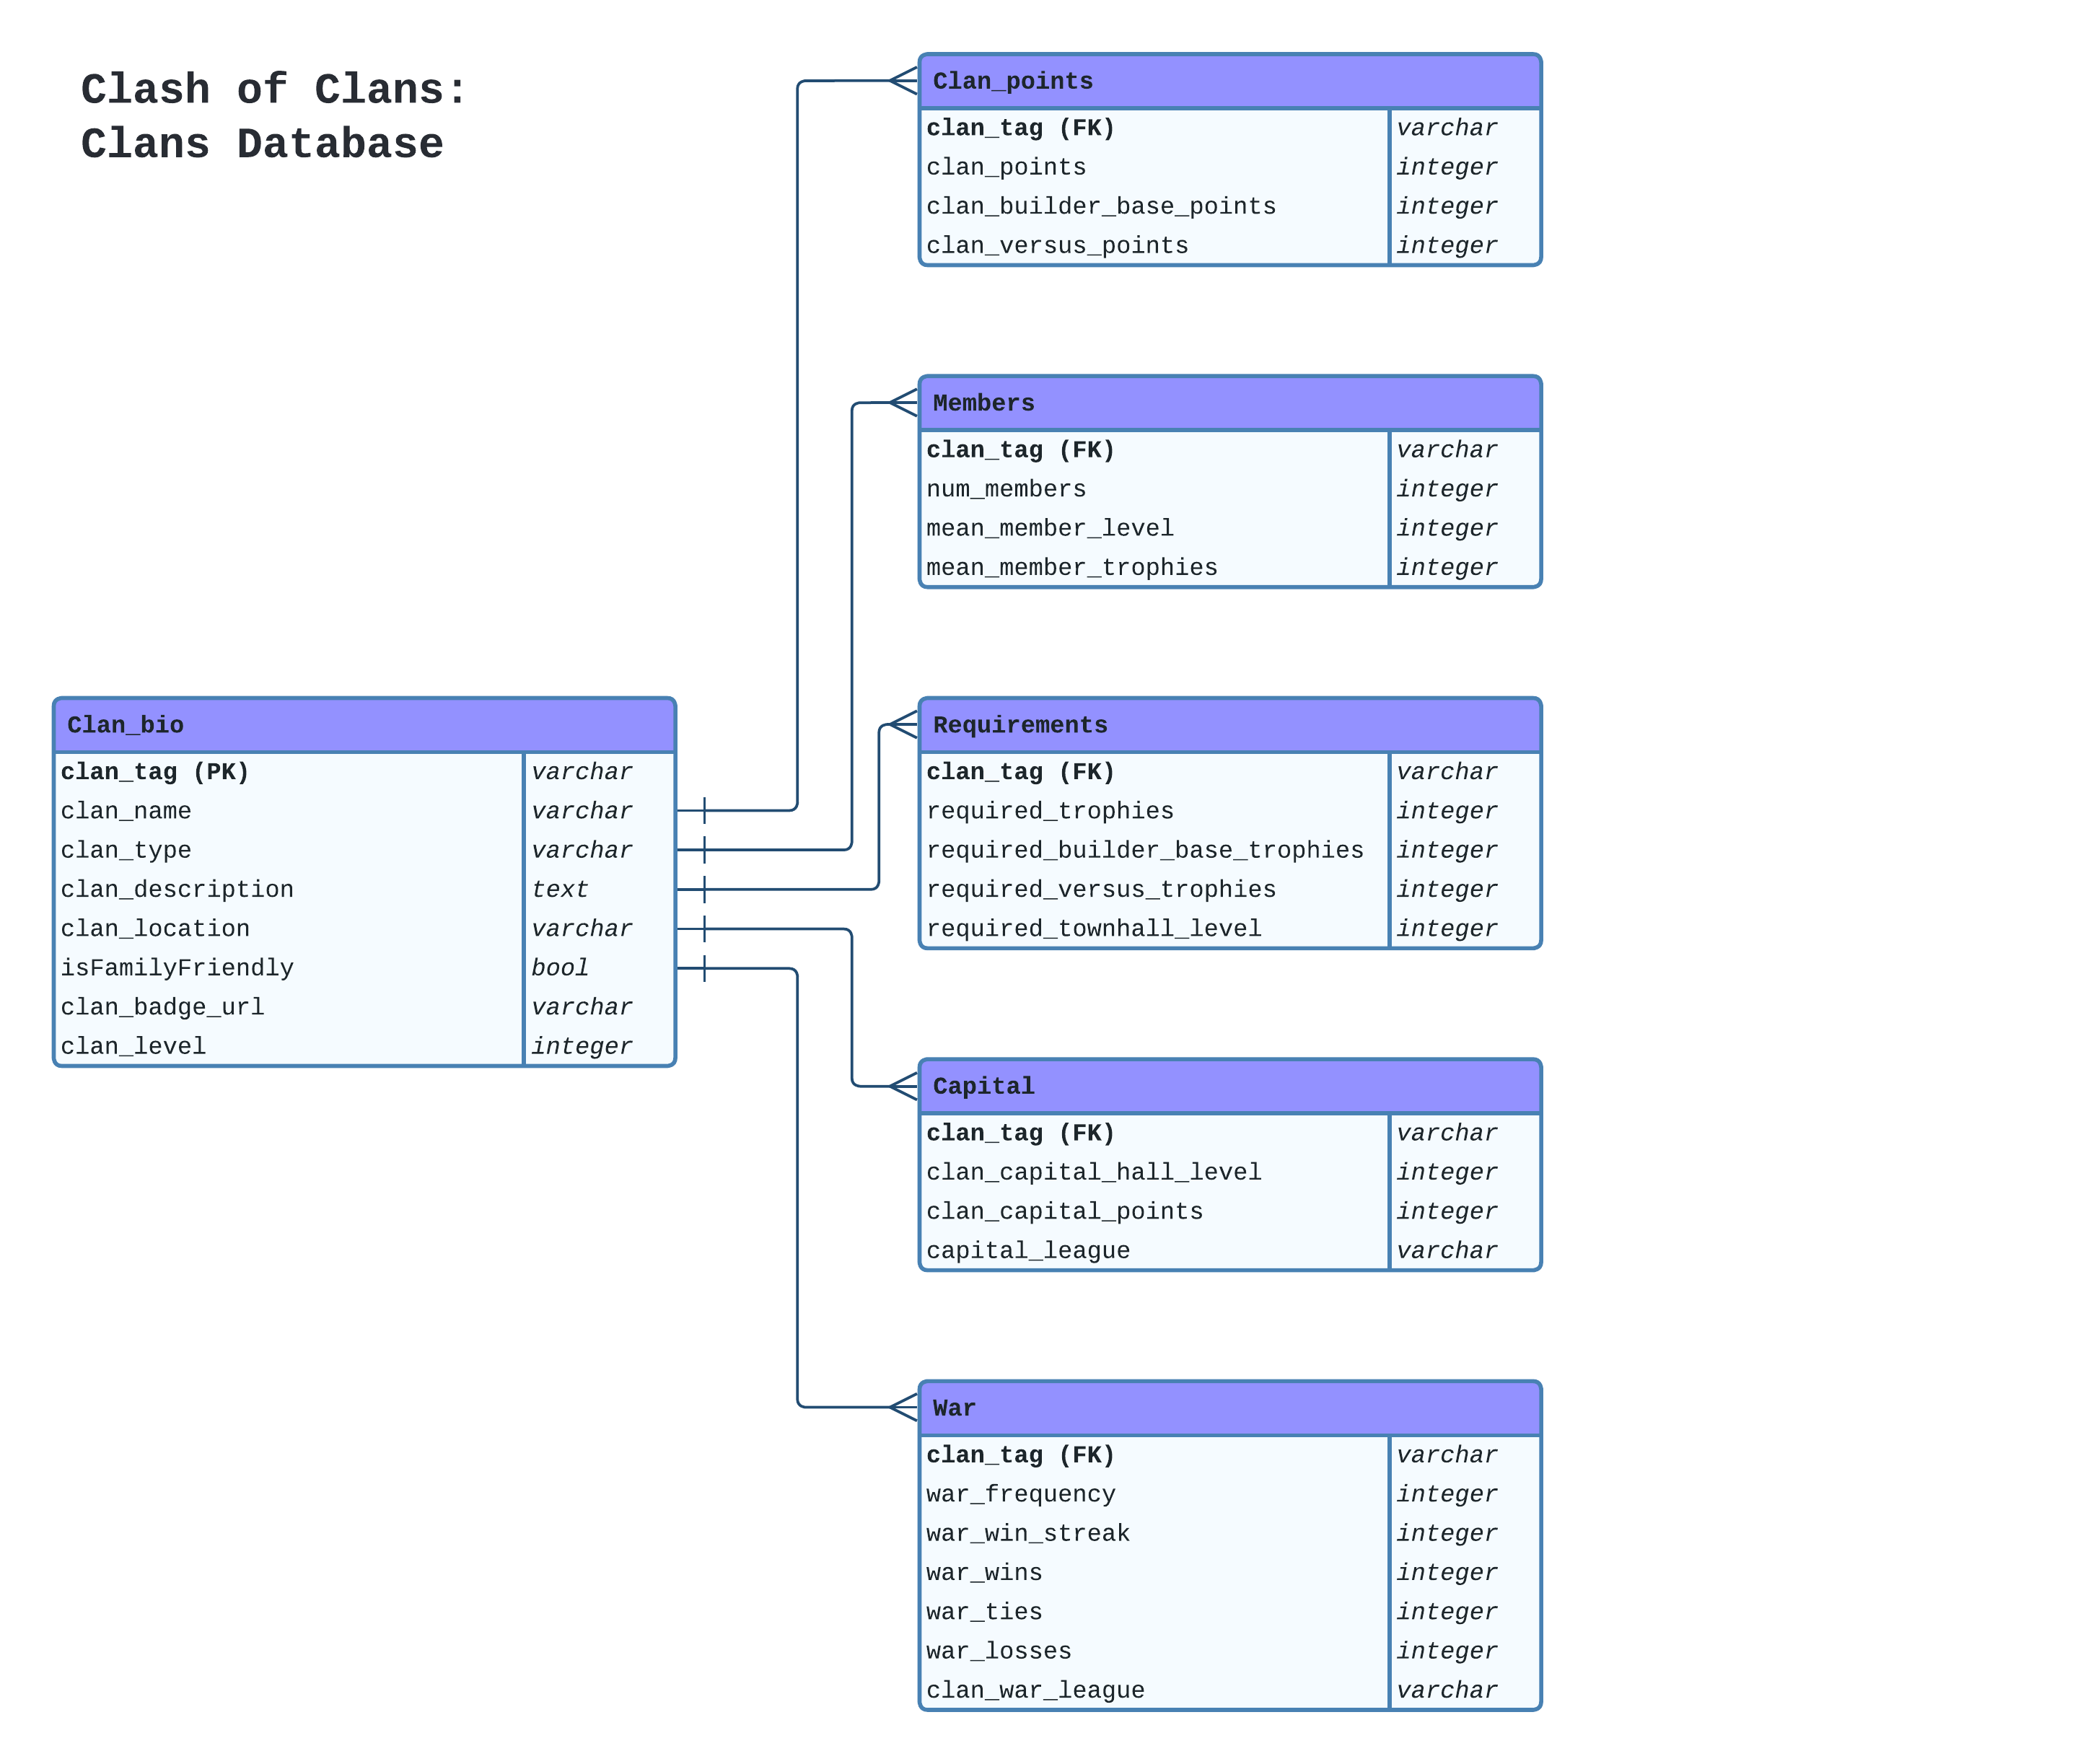 Clash of Clans:
Clans Database
Clan_points
clan_tag (FK) varchar
clan_points integer
clan_builder_base_points integer
clan_versus_points integer
Members
clan_tag (FK) varchar
num_members integer
mean_member_level integer
mean_member_trophies integer
Clan_bio
clan_tag (PK) varchar
clan_name varchar
clan_type varchar
clan_description text
clan_location varchar
isFamilyFriendly bool
clan_badge_url varchar
clan_level integer
Requirements
clan_tag (FK) varchar
required_trophies integer
required_builder_base_trophies integer
required_versus_trophies integer
required_townhall_level integer
Capital
clan_tag (FK) varchar
clan_capital_hall_level integer
clan_capital_points integer
capital_league varchar
War
clan_tag (FK) varchar
war_frequency integer
war_win_streak integer
war_wins integer
war_ties integer
war_losses integer
clan_war_league varchar